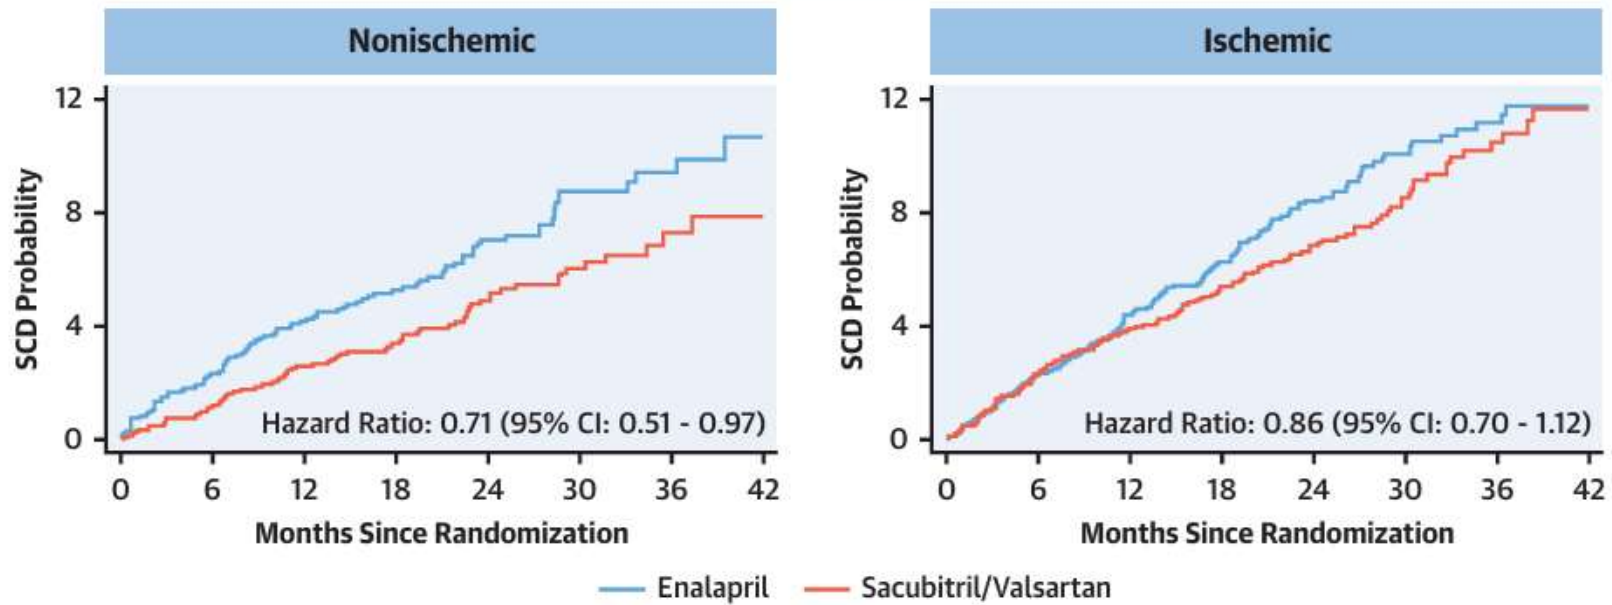 Nonischemic
12
8
4
0
SCD Probability
Hazard Ratio: 0.71 (95% CI: 0.51 - 0.97)
0 6 12 18 24 30 36 42
Months Since Randomization
Ischemic
12
8
4
0
SCD Probability
Hazard Ratio: 0.86 (95% CI: 0.70 - 1.12)
0 6 12 18 24 30 36 42
Months Since Randomization
Enalapril Sacubitril/Valsartan